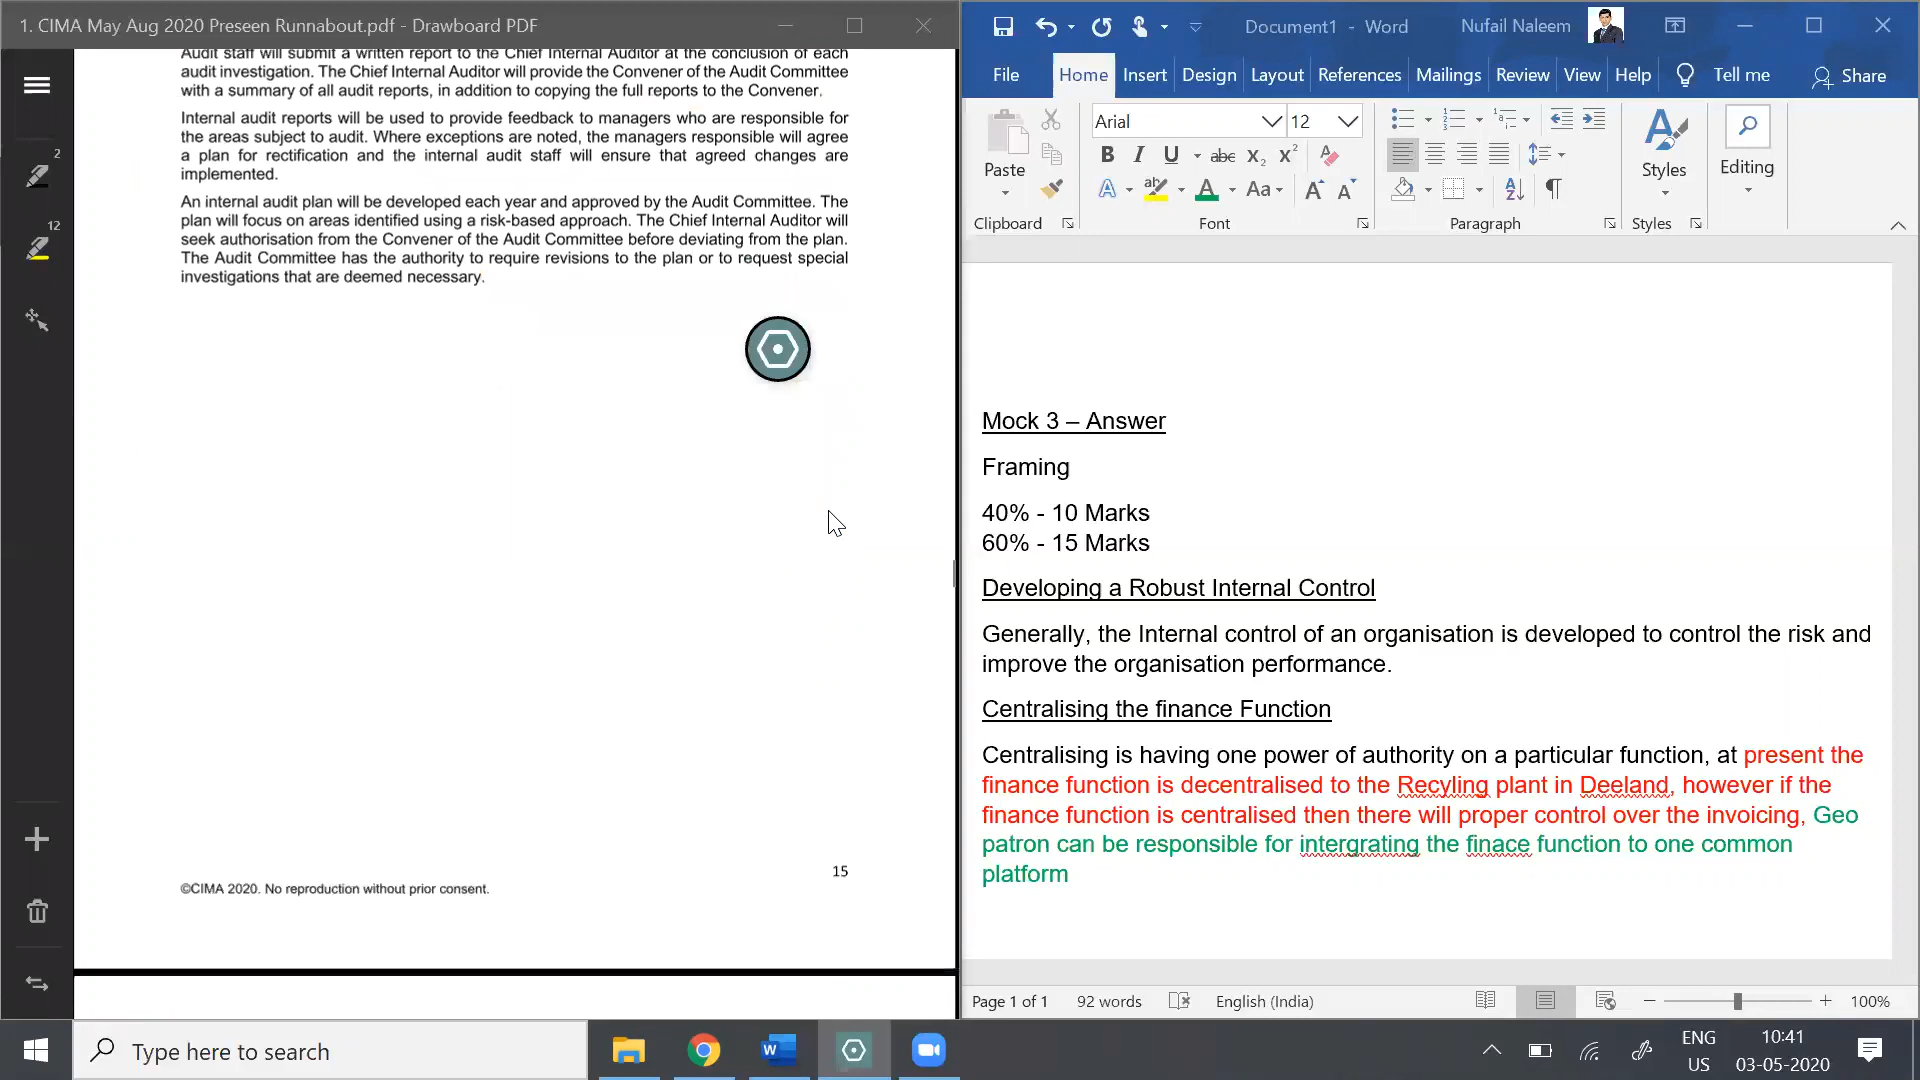 1. CIMA May Aug 2020 Preseen Runnabout.pdf - Drawboard PDF
Audit staff will submit a written report to the Chief Internal Auditor at the conclusion of each
audit investigation. The Chief Internal Auditor will provide the Convener of the Audit Committee
with a summary of all audit reports, in addition to copying the full reports to the Convener.
Internal audit reports will be used to provide feedback to managers who are responsible for
the areas subject to audit. Where exceptions are noted, the managers responsible will agree
a plan for rectification and the internal audit staff will ensure that agreed changes are
implemented.
An internal audit plan will be developed each year and approved by the Audit Committee. The
plan will focus on areas identified using a risk-based approach. The Chief Internal Auditor will
seek authorisation from the Convener of the Audit Committee before deviating from the plan.
The Audit Committee has the authority to require revisions to the plan or to request special
investigations that are deemed necessary.
15
©CIMA 2020. No reproduction without prior consent.
2
12
Document1 - Word
Nufail Naleem
File Home Insert Design Layout References Mailings Review View Help Tell me Share
Arial 12
Paste
B I U abc X₂ X²
A A Aa A A
Styles
Editing
Clipboard Font Paragraph Styles
Mock 3 – Answer
Framing
40% - 10 Marks
60% - 15 Marks
Developing a Robust Internal Control
Generally, the Internal control of an organisation is developed to control the risk and
improve the organisation performance.
Centralising the finance Function
Centralising is having one power of authority on a particular function, at present the
finance function is decentralised to the Recyling plant in Deeland, however if the
finance function is centralised then there will proper control over the invoicing, Geo
patron can be responsible for intergrating the finace function to one common
platform
Page 1 of 1 92 words English (India) 100%
Type here to search
ENG
US
10:41
03-05-2020